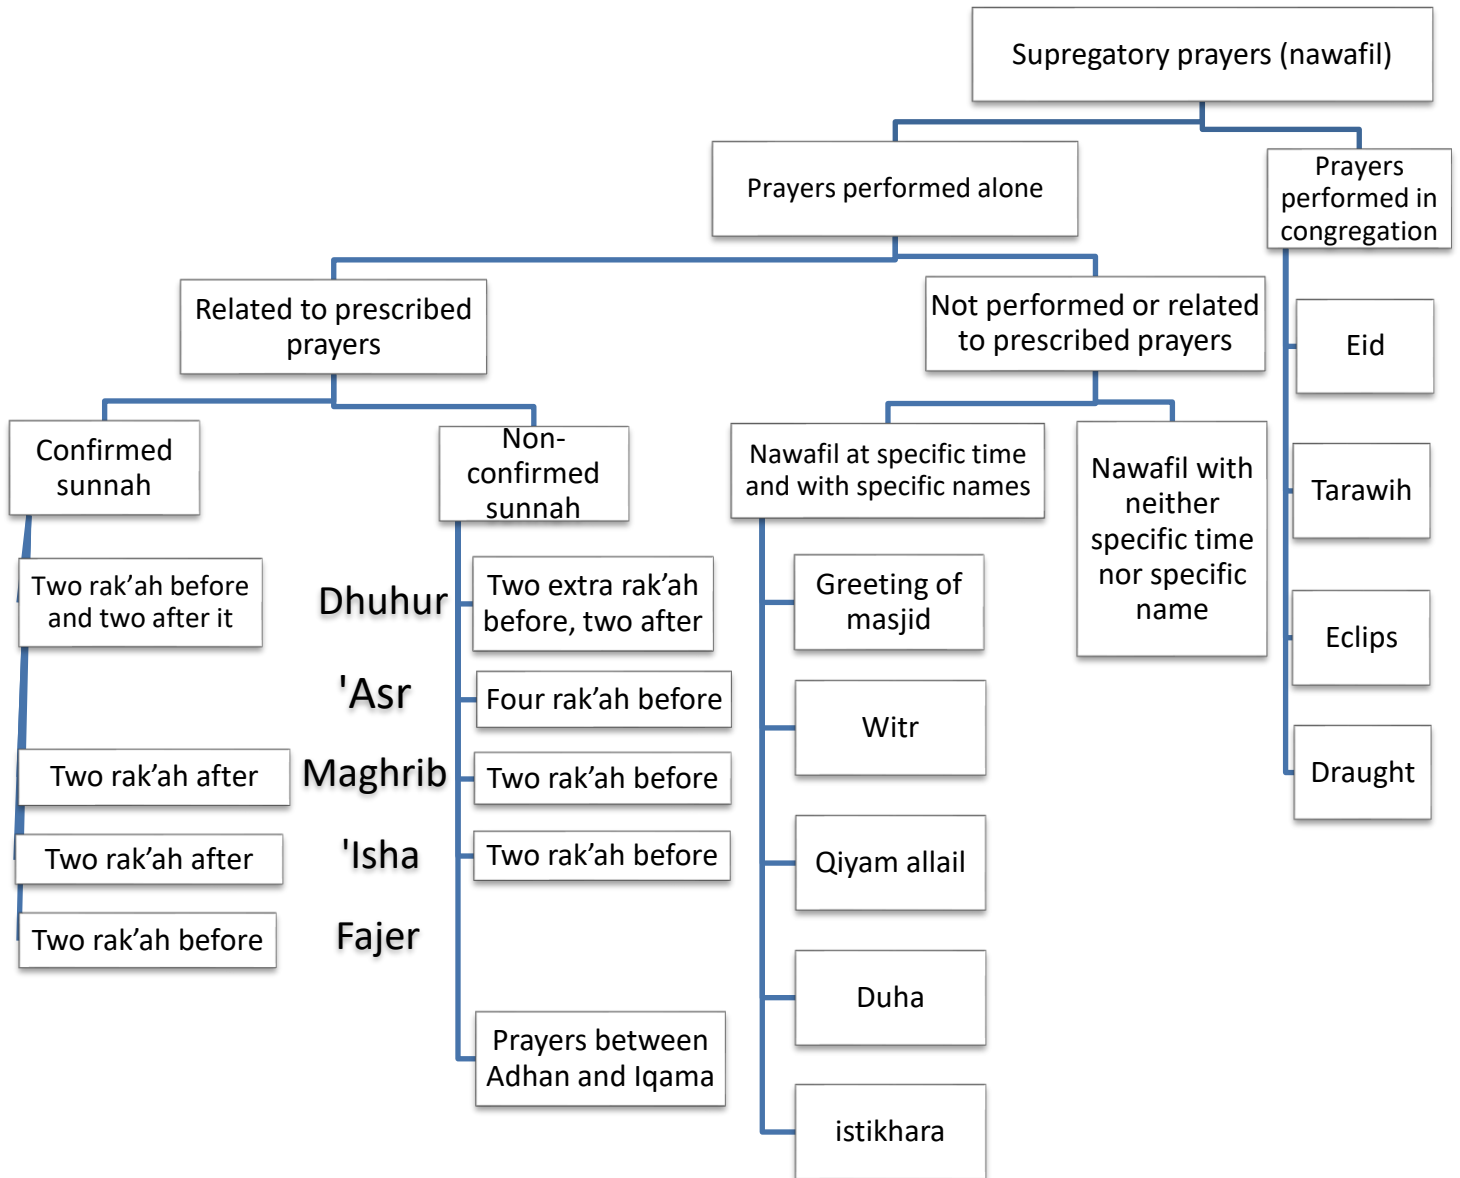 Supregatory prayers (nawafil)
Prayers performed alone
Prayers
performed in
congregation
Related to prescribed
prayers
Not performed or related
to prescribed prayers
Eid
Tarawih
Eclips
Draught
Confirmed
sunnah
Non-
confirmed
sunnah
Nawafil at specific time
and with specific names
Nawafil with
neither
specific time
nor specific
name
Two rak’ah before
and two after it
Dhuhur
Two extra rak’ah
before, two after
'Asr
Four rak’ah before
Two rak’ah after
Maghrib
Two rak’ah before
Two rak’ah after
'Isha
Two rak’ah before
Two rak’ah before
Fajer
Prayers between
Adhan and Iqama
Greeting of
masjid
Witr
Qiyam allail
Duha
istikhara